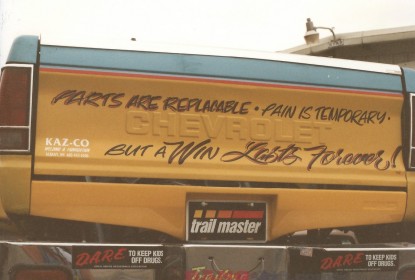 PARTS ARE REPLACABLE • PAIN IS TEMPORARY •
CHEVROLET
BUT A WIN Lasts Forever!
KAZ-CO
trail master
DARE TO KEEP KIDS
OFF DRUGS.
DARE TO KEEP KIDS
OFF DRUGS.